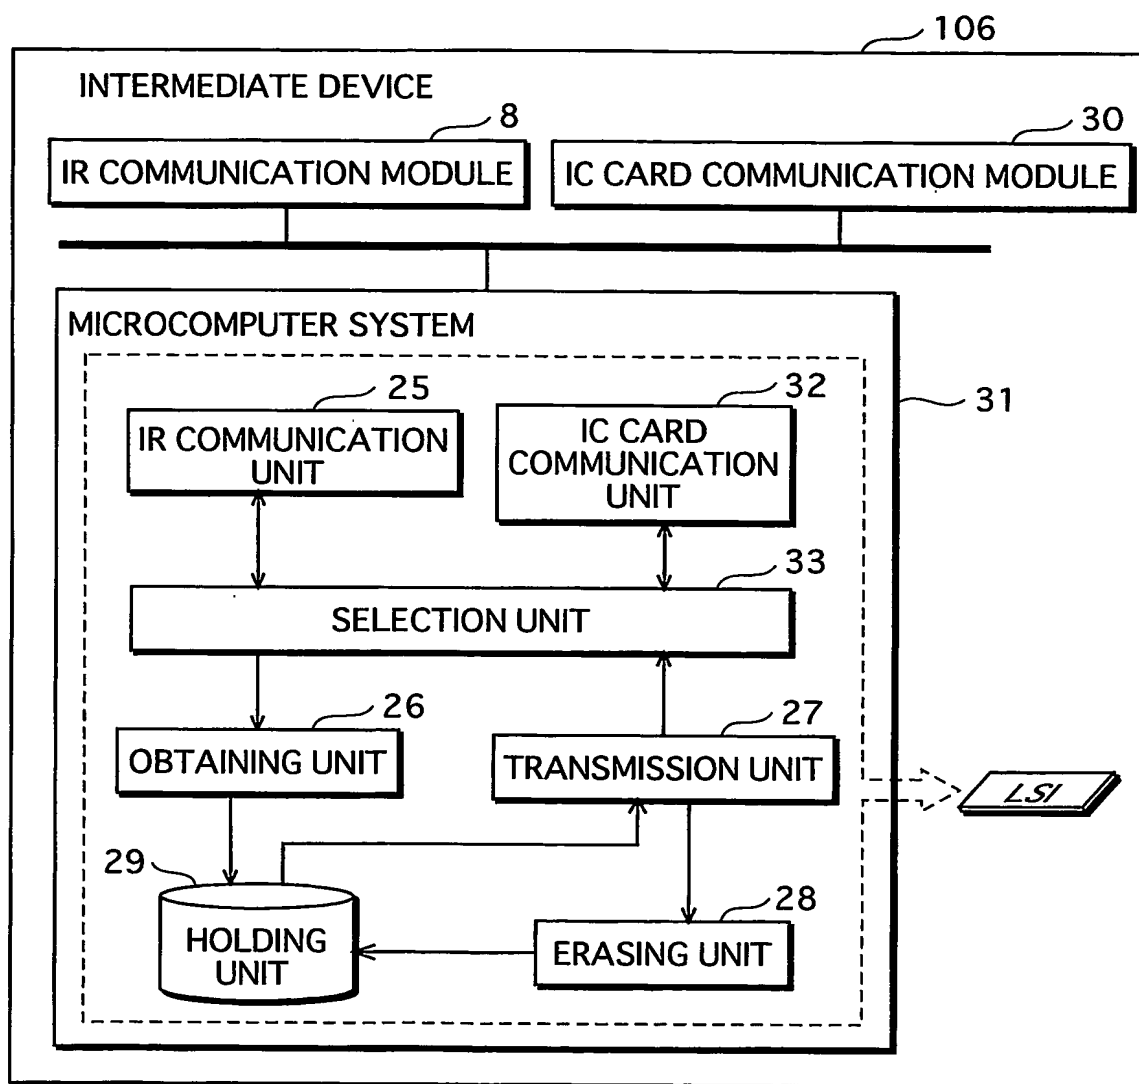 106
INTERMEDIATE DEVICE
8
30
IR COMMUNICATION MODULE
IC CARD COMMUNICATION MODULE
MICROCOMPUTER SYSTEM
25
32
31
IR COMMUNICATION
UNIT
IC CARD
COMMUNICATION
UNIT
33
SELECTION UNIT
26
27
OBTAINING UNIT
TRANSMISSION UNIT
LSI
29
28
HOLDING
UNIT
ERASING UNIT